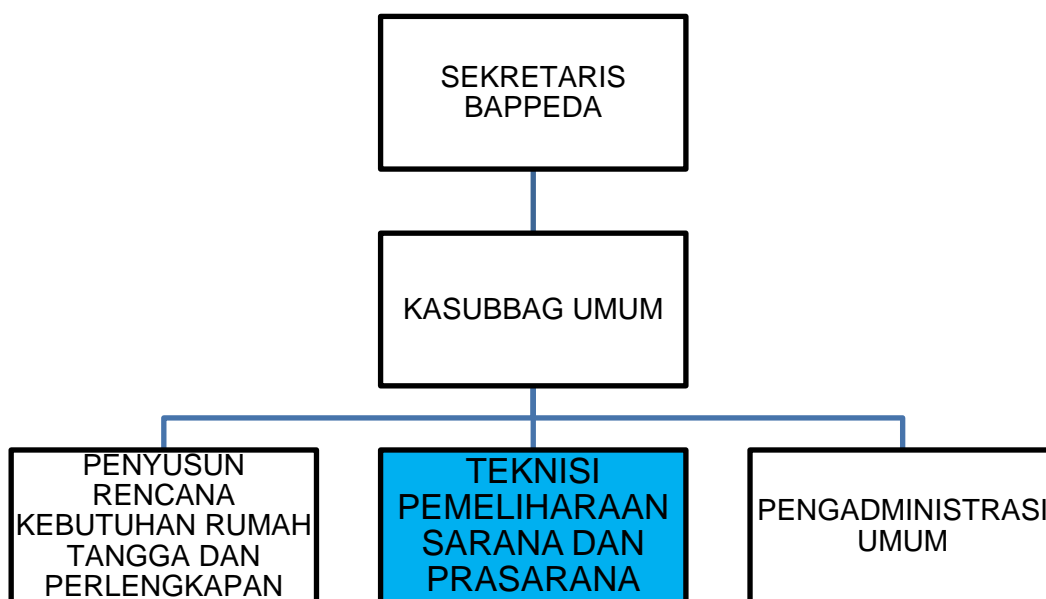 SEKRETARIS
BAPPEDA
KASUBBAG UMUM
PENYUSUN
RENCANA
KEBUTUHAN RUMAH
TANGGA DAN
PERLENGKAPAN
TEKNISI
PEMELIHARAAN
SARANA DAN
PRASARANA
PENGADMINISTRASI
UMUM